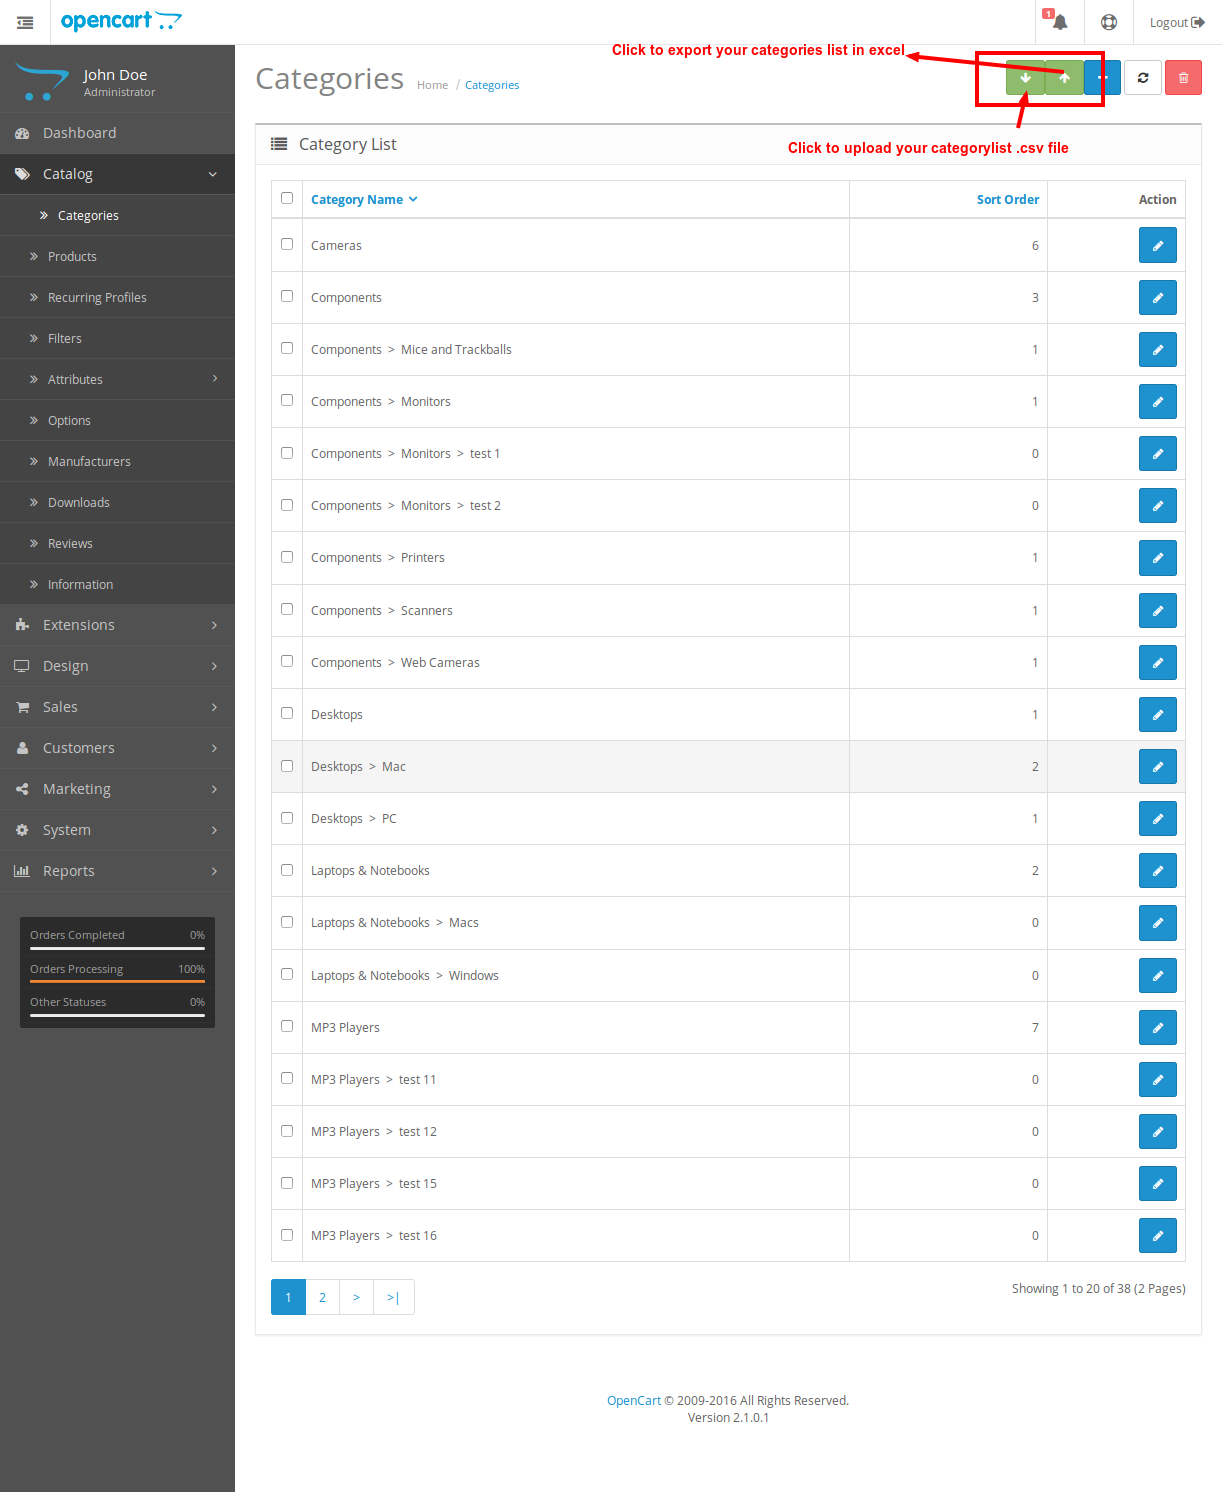 opencart
1
Logout
Click to export your categories list in excel
John Doe
Administrator
Categories
Home / Categories
Click to upload your categorylist .csv file
Dashboard
Catalog
Categories
Products
Recurring Profiles
Filters
Attributes
Options
Manufacturers
Downloads
Reviews
Information
Extensions
Design
Sales
Customers
Marketing
System
Reports
Orders Completed 0%
Orders Processing 100%
Other Statuses 0%
Category List
Category Name Sort Order Action
Cameras 6
Components 3
Components > Mice and Trackballs 1
Components > Monitors 1
Components > Monitors > test 1 0
Components > Monitors > test 2 0
Components > Printers 1
Components > Scanners 1
Components > Web Cameras 1
Desktops 1
Desktops > Mac 2
Desktops > PC 1
Laptops & Notebooks 2
Laptops & Notebooks > Macs 0
Laptops & Notebooks > Windows 0
MP3 Players 7
MP3 Players > test 11 0
MP3 Players > test 12 0
MP3 Players > test 15 0
MP3 Players > test 16 0
1 2 > >|
Showing 1 to 20 of 38 (2 Pages)
OpenCart © 2009-2016 All Rights Reserved.
Version 2.1.0.1